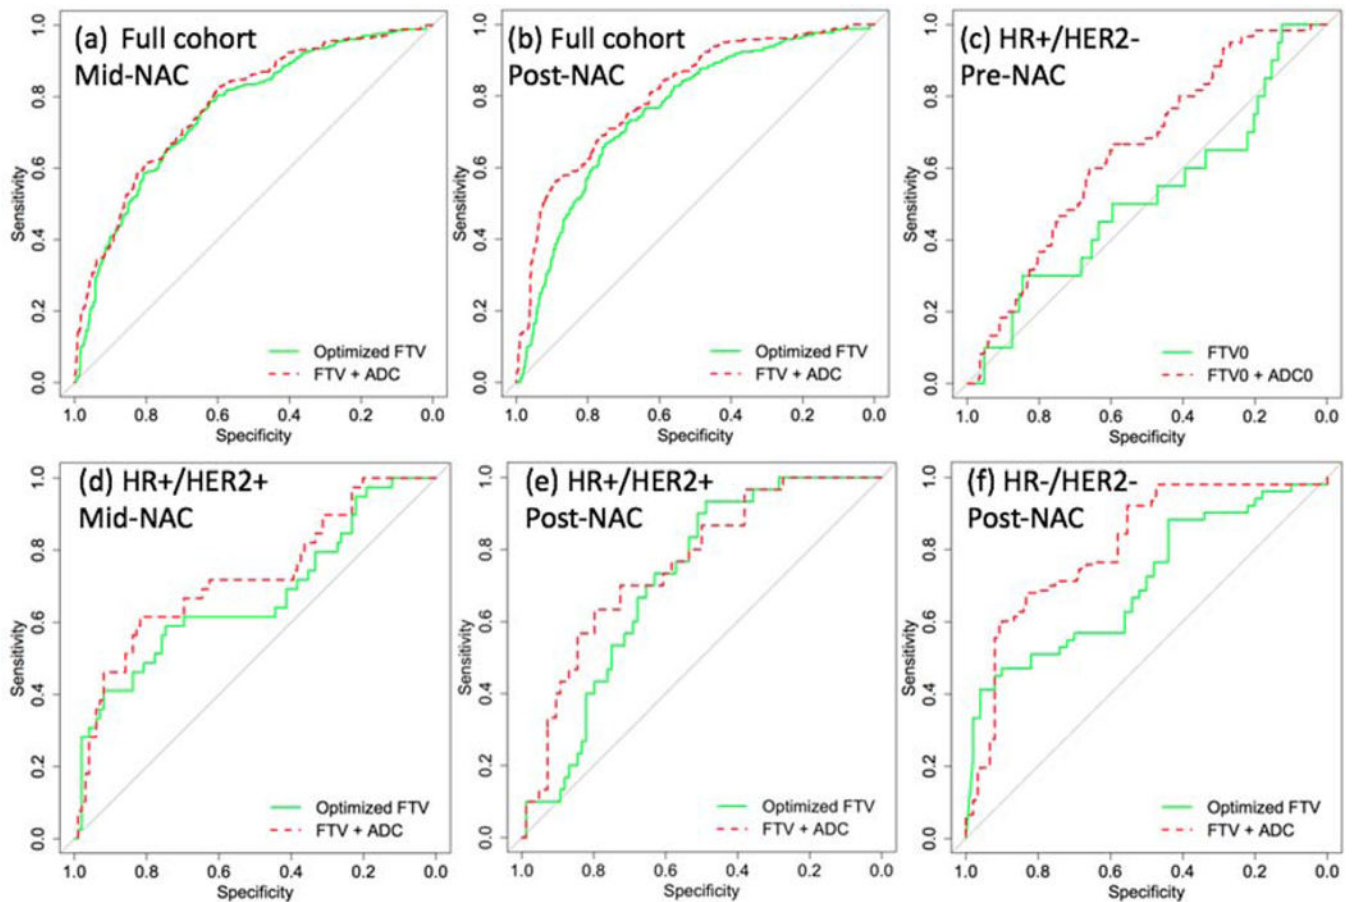 (a) Full cohort
Mid-NAC
Sensitivity
0.0 0.2 0.4 0.6 0.8 1.0
Optimized FTV
FTV + ADC
1.0 0.8 0.6 0.4 0.2 0.0
Specificity
(b) Full cohort
Post-NAC
Sensitivity
0.0 0.2 0.4 0.6 0.8 1.0
Optimized FTV
FTV + ADC
1.0 0.8 0.6 0.4 0.2 0.0
Specificity
(c) HR+/HER2-
Pre-NAC
Sensitivity
0.0 0.2 0.4 0.6 0.8 1.0
FTV0
FTV0 + ADC0
1.0 0.8 0.6 0.4 0.2 0.0
Specificity
(d) HR+/HER2+
Mid-NAC
Sensitivity
0.0 0.2 0.4 0.6 0.8 1.0
Optimized FTV
FTV + ADC
1.0 0.8 0.6 0.4 0.2 0.0
Specificity
(e) HR+/HER2+
Post-NAC
Sensitivity
0.0 0.2 0.4 0.6 0.8 1.0
Optimized FTV
FTV + ADC
1.0 0.8 0.6 0.4 0.2 0.0
Specificity
(f) HR-/HER2-
Post-NAC
Sensitivity
0.0 0.2 0.4 0.6 0.8 1.0
Optimized FTV
FTV + ADC
1.0 0.8 0.6 0.4 0.2 0.0
Specificity